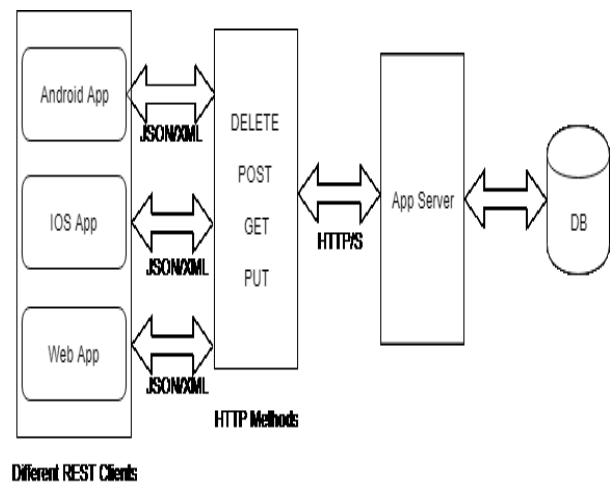 Android App
JSON/XML
IOS App
JSON/XML
Web App
JSON/XML
Different REST Clients
DELETE
POST
GET
PUT
HTTP Methods
HTTP/S
App Server
DB